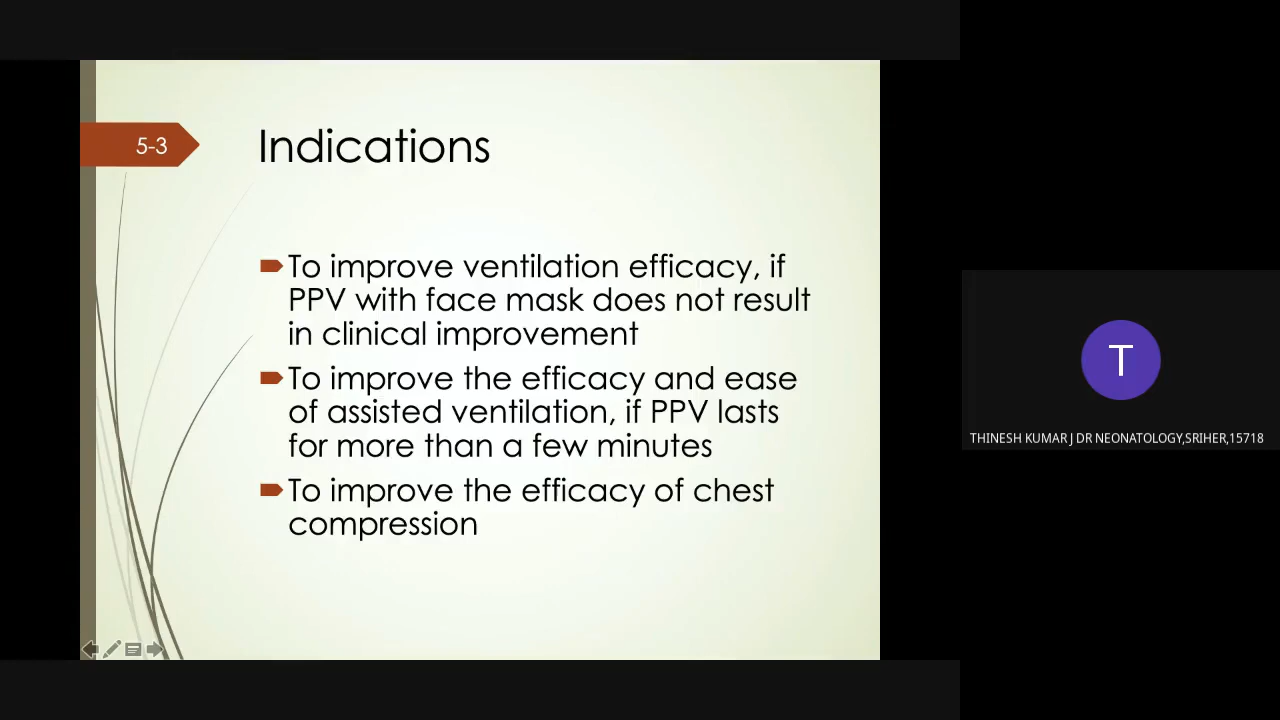 5-3
Indications
To improve ventilation efficacy, if
PPV with face mask does not result
in clinical improvement
To improve the efficacy and ease
of assisted ventilation, if PPV lasts
for more than a few minutes
To improve the efficacy of chest
compression
T
THINESH KUMAR J DR NEONATOLOGY,SRIHER,15718